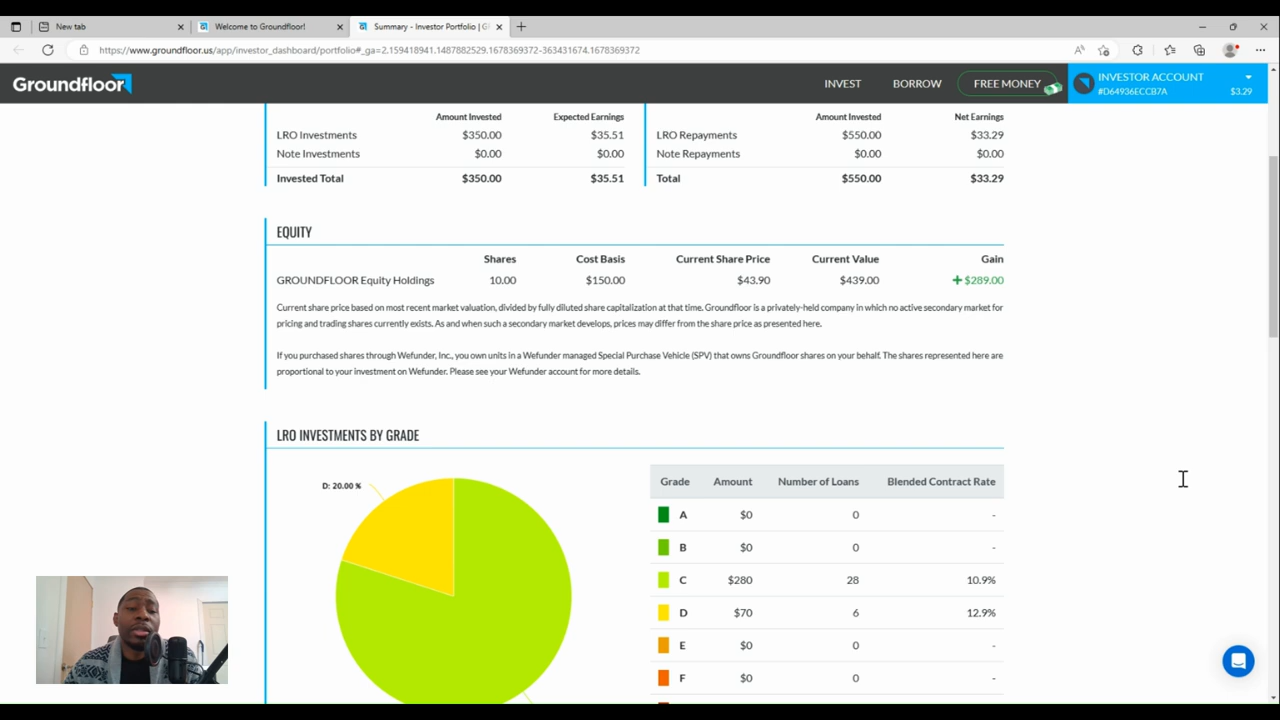 New tab
Welcome to Groundfloor!
Summary - Investor Portfolio | G
https://www.groundfloor.us/app/investor_dashboard/portfolio#_ga=2.159418941.1487882529.1678369372-363431674.1678369372
Groundfloor
INVEST
BORROW
FREE MONEY
INVESTOR ACCOUNT
#D64936ECCB7A
$3.29
Amount Invested Expected Earnings
LRO Investments $350.00 $35.51
Note Investments $0.00 $0.00
Invested Total $350.00 $35.51
Amount Invested Net Earnings
LRO Repayments $550.00 $33.29
Note Repayments $0.00 $0.00
Total $550.00 $33.29
EQUITY
Shares Cost Basis Current Share Price Current Value Gain
GROUNDFLOOR Equity Holdings 10.00 $150.00 $43.90 $439.00 +$289.00
Current share price based on most recent market valuation, divided by fully diluted share capitalization at that time. Groundfloor is a privately-held company in which no active secondary market for
pricing and trading shares currently exists. As and when such a secondary market develops, prices may differ from the share price as presented here.
If you purchased shares through Wefunder, Inc., you own units in a Wefunder managed Special Purpose Vehicle (SPV) that owns Groundfloor shares on your behalf. The shares represented here are
proportional to your investment on Wefunder. Please see your Wefunder account for more details.
LRO INVESTMENTS BY GRADE
D: 20.00 %
Grade Amount Number of Loans Blended Contract Rate
A $0 0 -
B $0 0 -
C $280 28 10.9%
D $70 6 12.9%
E $0 0 -
F $0 0 -